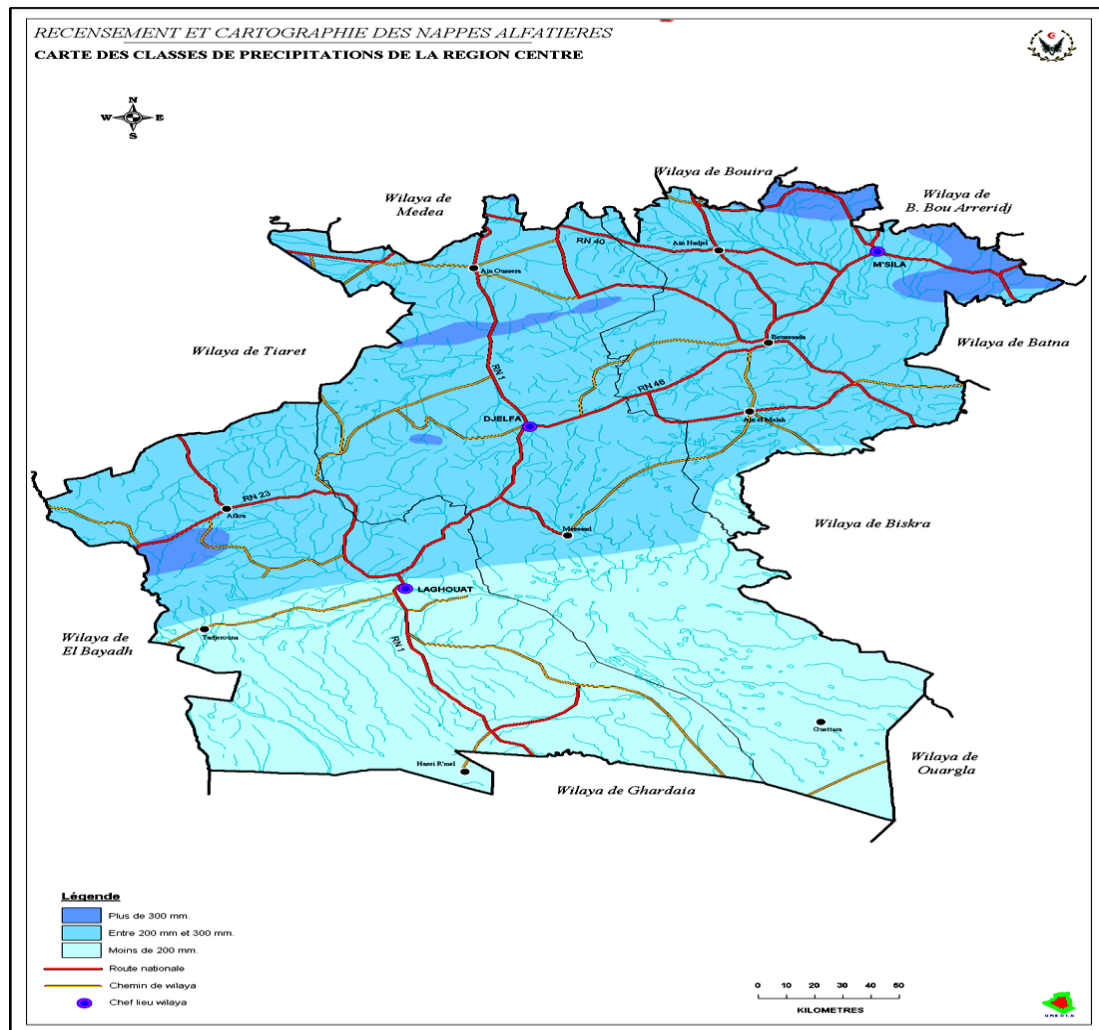 RECENSEMENT ET CARTOGRAPHIE DES NAPPES ALFATIERES
CARTE DES CLASSES DE PRECIPITATIONS DE LA REGION CENTRE
N
W E
S
Wilaya de Bouira
Wilaya de
Medea
Wilaya de
B. Bou Arreridj
RN 40
Ain Hadjel
M'SILA
Ain Oussera
Wilaya de Tiaret
Boussaada
Wilaya de Batna
RN 1
RN 46
DJELFA
Ain el Melah
RN 23
Aflou
Messaad
Wilaya de Biskra
LAGHOUAT
Tadjerouna
Wilaya de
El Bayadh
RN 1
Ouettara
Hassi R'mel
Wilaya de
Ouargla
Wilaya de Ghardaia
Légende
Plus de 300 mm.
Entre 200 mm et 300 mm.
Moins de 200 mm.
Route nationale
Chemin de wilaya
Chef lieu wilaya
0 10 20 30 40 50
KILOMETRES